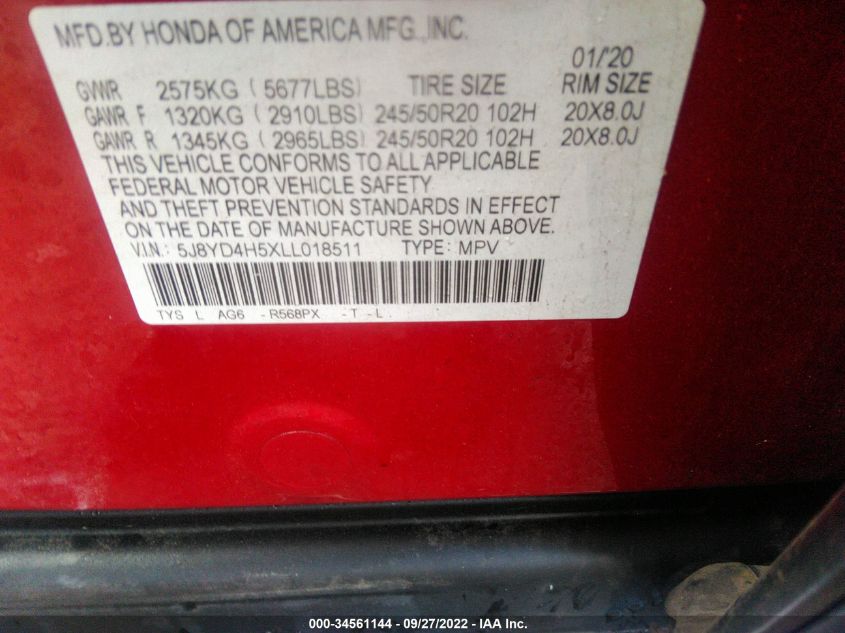 MFD.BY HONDA OF AMERICA MFG.,INC.
01/'20
GVWR 2575KG ( 5677LBS) TIRE SIZE RIM SIZE
GAWR F 1320KG ( 2910LBS) 245/50R20 102H 20X8.0J
GAWR R 1345KG ( 2965LBS) 245/50R20 102H 20X8.0J
THIS VEHICLE CONFORMS TO ALL APPLICABLE
FEDERAL MOTOR VEHICLE SAFETY
AND THEFT PREVENTION STANDARDS IN EFFECT
ON THE DATE OF MANUFACTURE SHOWN ABOVE.
V.I.N.: 5J8YD4H5XLL018511 TYPE: MPV
TYS L AG6 -R568PX -T -L
000-34561144 - 09/27/2022 - IAA Inc.